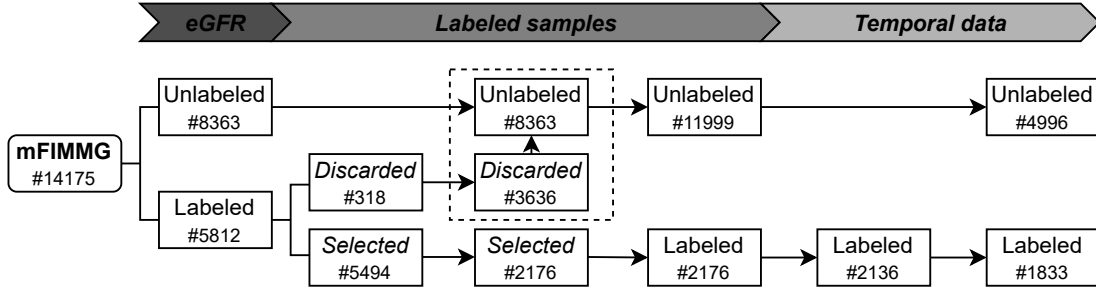 eGFR
Labeled samples
Temporal data
Unlabeled
#8363
Unlabeled
#8363
Unlabeled
#11999
Unlabeled
#4996
mFIMMG
#14175
Discarded
#318
Discarded
#3636
Labeled
#5812
Selected
#5494
Selected
#2176
Labeled
#2176
Labeled
#2136
Labeled
#1833